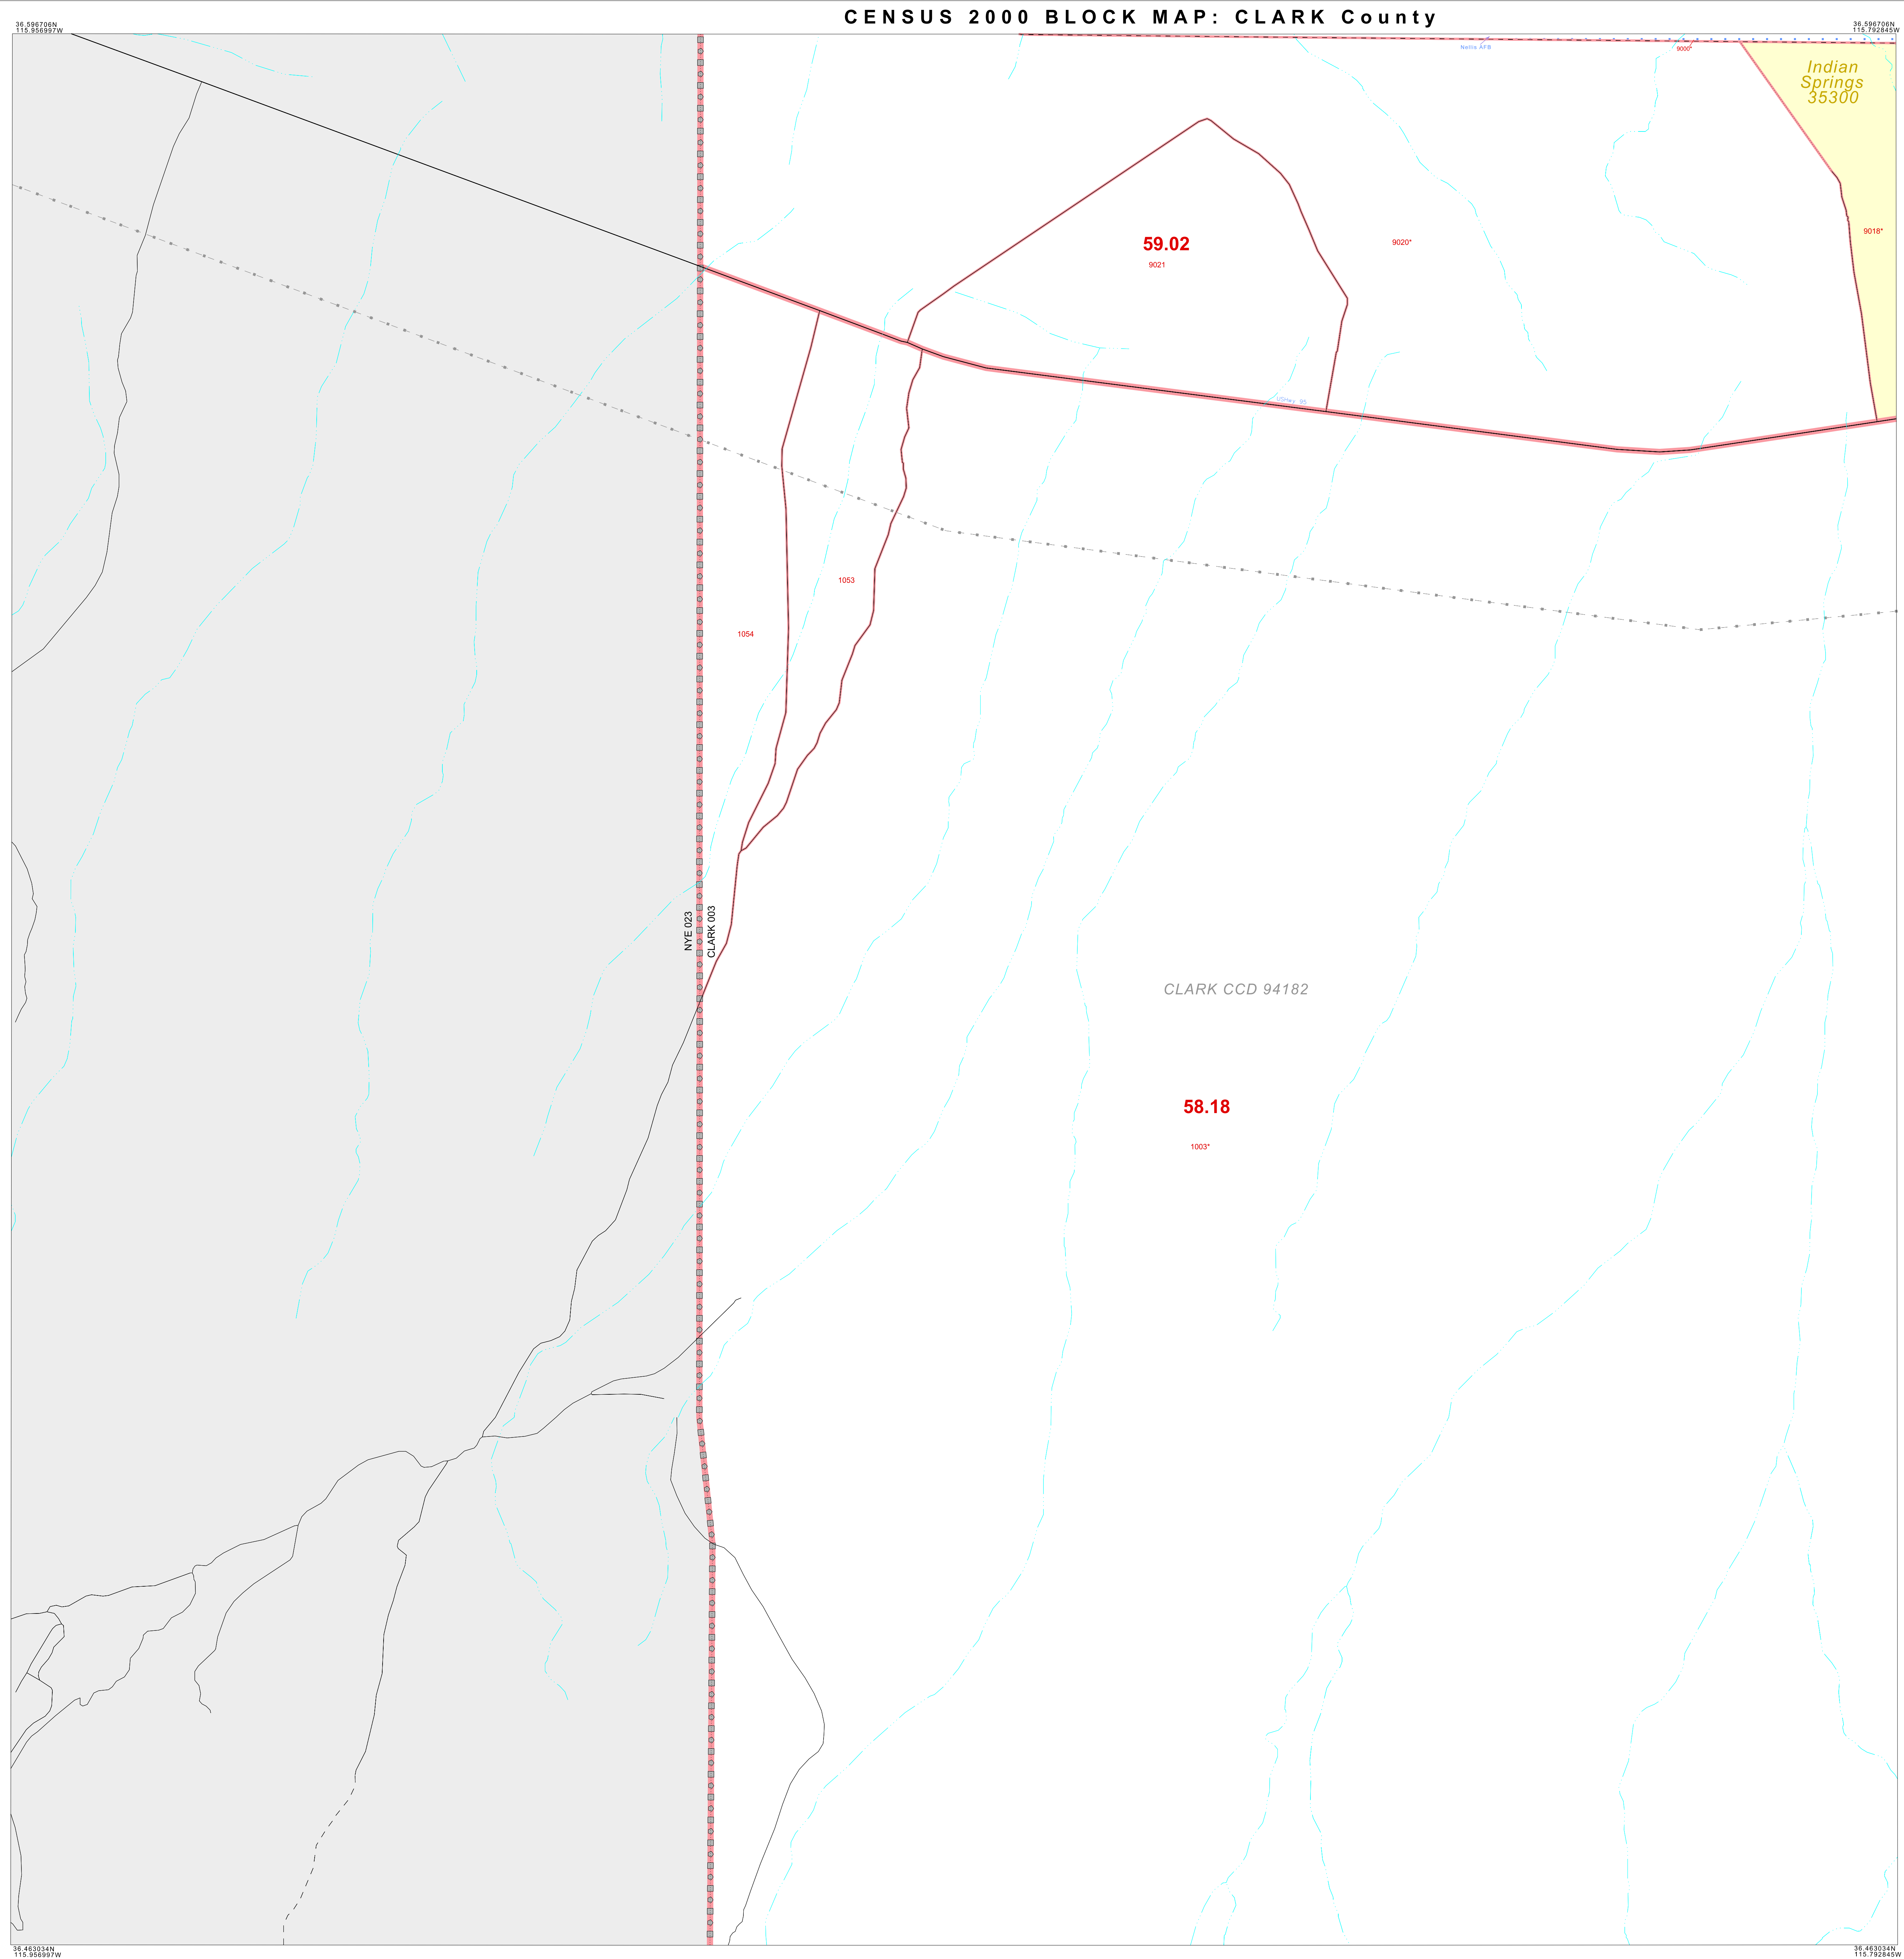 CENSUS 2000 BLOCK MAP: CLARK County
36.596706N
115.956997W
36.596706N
115.792845W
Nellis AFB
9000*
Indian
Springs
35300
9018*
59.02
9021
9020*
USHwy 95
1053
1054
NYE 023
CLARK 003
CLARK CCD 94182
58.18
1003*
36.463034N
115.956997W
36.463034N
115.792845W